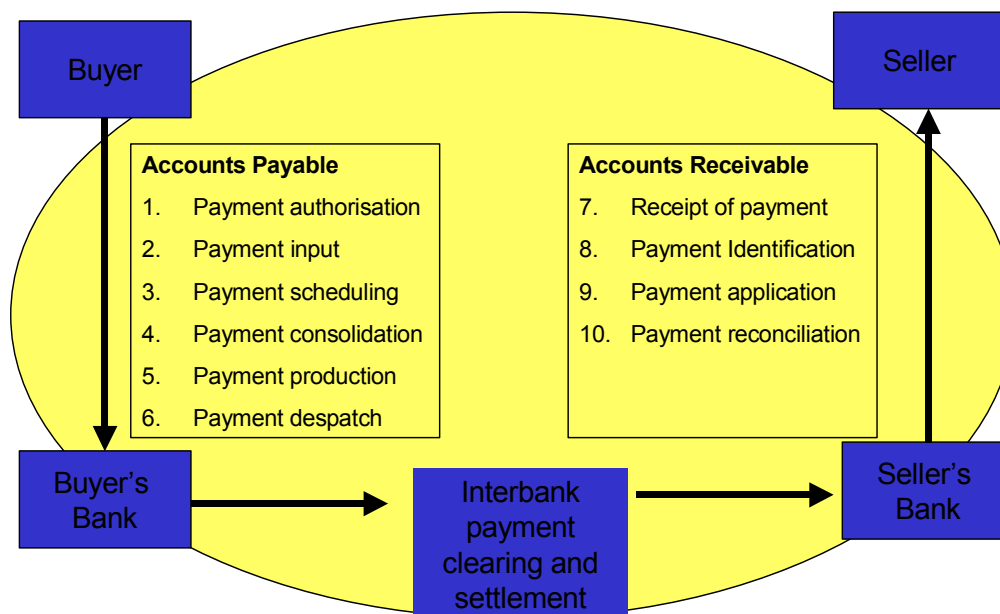 Buyer
Seller
Accounts Payable
1. Payment authorisation
2. Payment input
3. Payment scheduling
4. Payment consolidation
5. Payment production
6. Payment despatch
Accounts Receivable
7. Receipt of payment
8. Payment Identification
9. Payment application
10. Payment reconciliation
Buyer’s
Bank
Interbank
payment
clearing and
settlement
Seller’s
Bank